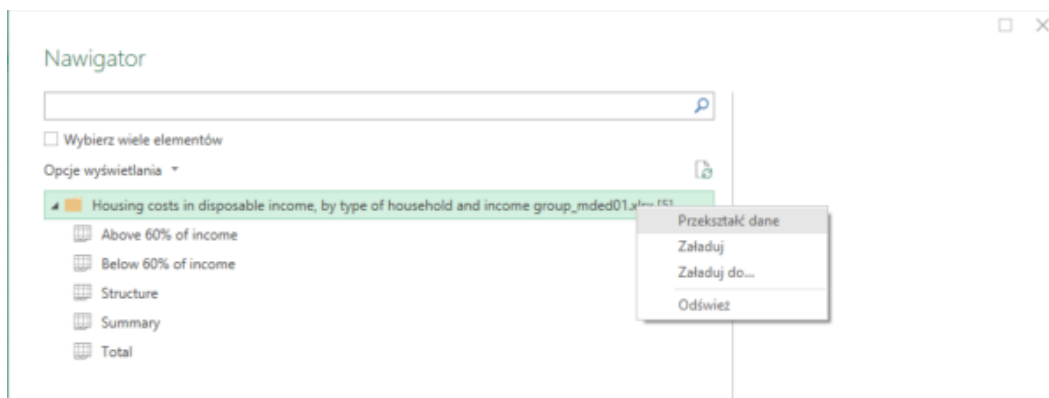 Nawigator
Wybierz wiele elementów
Opcje wyświetlania
Housing costs in disposable income, by type of household and income group_mded01.xlsx [5]
Przekształć dane
Above 60% of income
Załaduj
Below 60% of income
Załaduj do...
Structure
Odśwież
Summary
Total